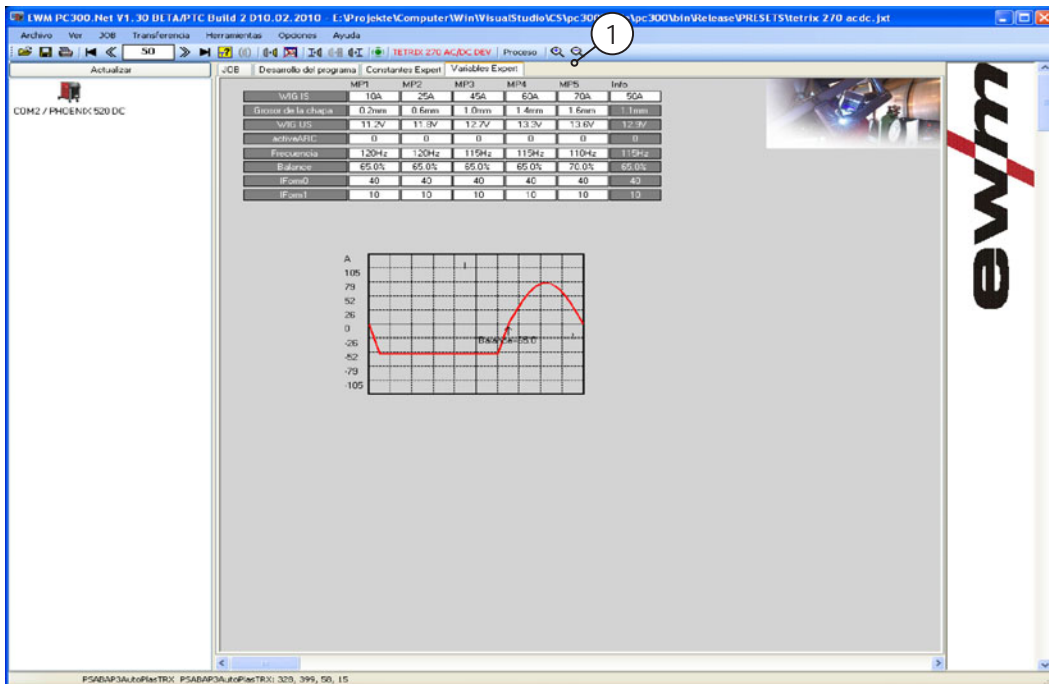 EWM PC300.Net V1.30 BETA/PTC Build 2 D10.02.2010 - E:\Projekte\Computer\Win\VisualStudio\CS\pc300 pc300\bin\Release\PRESETS\tetrix 270 acdc.jxt
Archivo Ver JOB Transferencia Herramientas Opciones Ayuda
50 TETRIX 270 AC/DC DEV Proceso
1
Actualizar
COM2 / PHOENIX 520 DC
JOB Desarrollo del programa Constantes Expert Variables Expert
MP1 MP2 MP3 MP4 MP5 Info
WIG IS 10A 25A 45A 60A 70A 50A
Grosor de la chapa 0.2mm 0.6mm 1.0mm 1.4mm 1.6mm 1.1mm
WIG US 11.2V 11.8V 12.7V 13.3V 13.6V 12.9V
activeARC 0 0 0 0 0 0
Frecuencia 120Hz 120Hz 115Hz 115Hz 110Hz 115Hz
Balance 65.0% 65.0% 65.0% 65.0% 70.0% 65.0%
IForm0 40 40 40 40 40 40
IForm1 10 10 10 10 10 10
A
105
79
52
26
0
-26
-52
-79
-105
I
Balance=65.0
t
ewm
PSABAP3AutoPlasTRX PSABAP3AutoPlasTRX: 328, 399, 58, 15